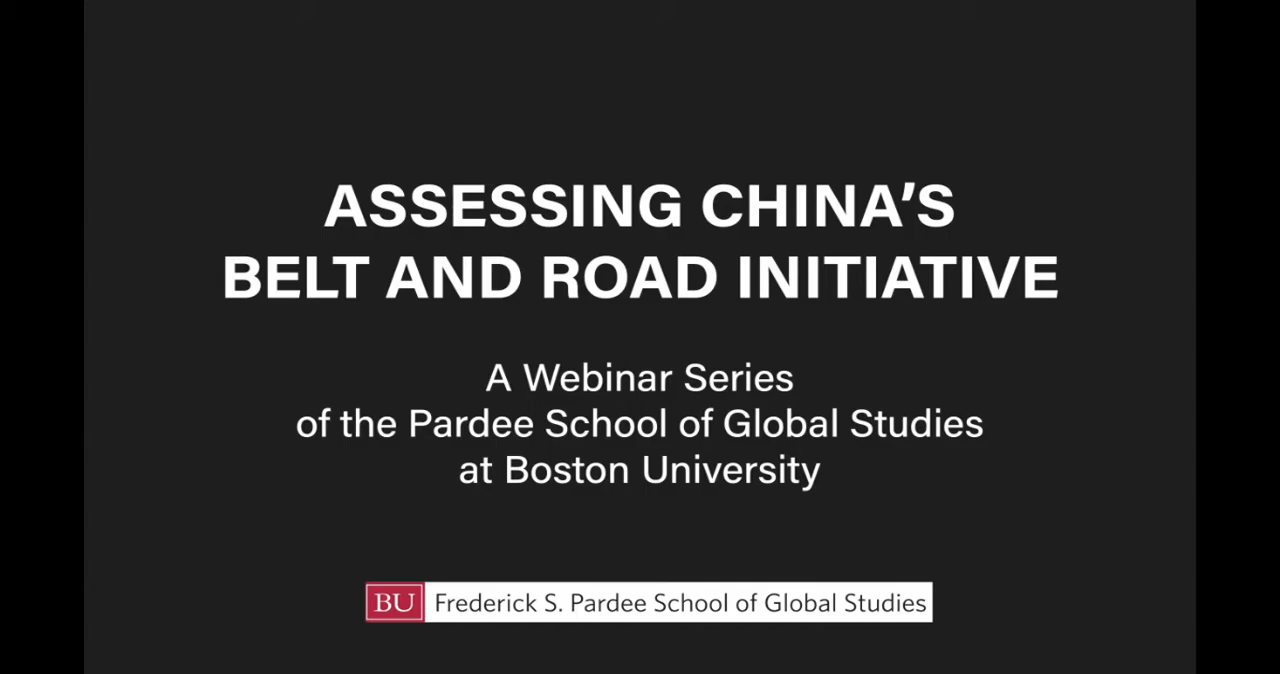 ASSESSING CHINA’S
BELT AND ROAD INITIATIVE
A Webinar Series
of the Pardee School of Global Studies
at Boston University
BU Frederick S. Pardee School of Global Studies